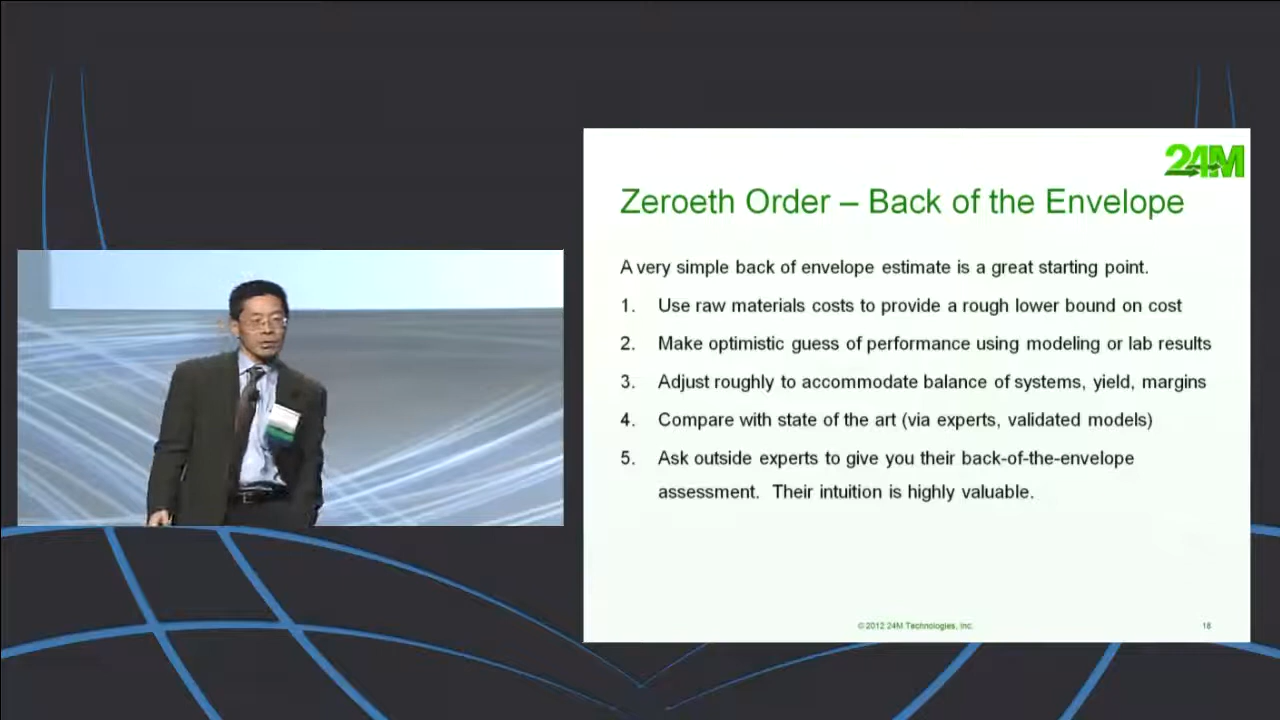 24M
Zeroeth Order – Back of the Envelope
A very simple back of envelope estimate is a great starting point.
1. Use raw materials costs to provide a rough lower bound on cost
2. Make optimistic guess of performance using modeling or lab results
3. Adjust roughly to accommodate balance of systems, yield, margins
4. Compare with state of the art (via experts, validated models)
5. Ask outside experts to give you their back-of-the-envelope
assessment. Their intuition is highly valuable.
© 2012 24M Technologies, Inc.
18